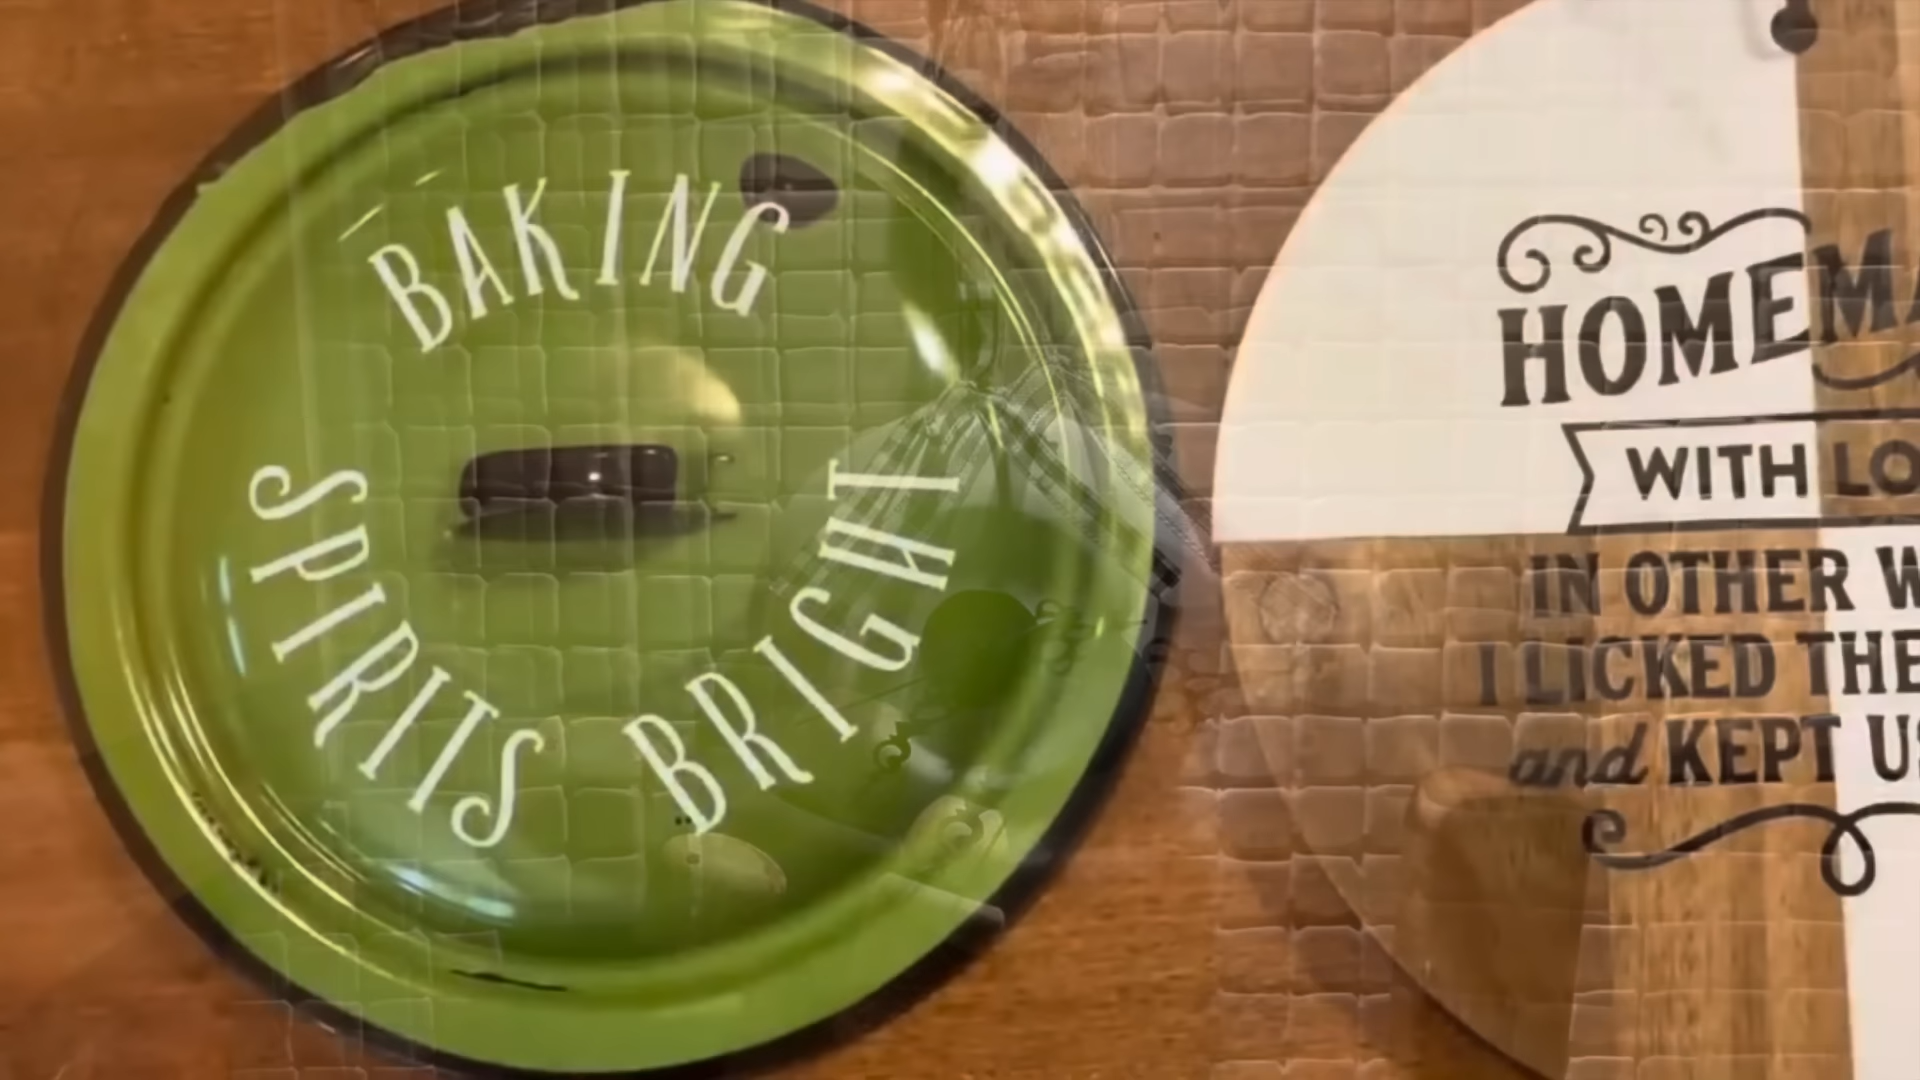 BAKING
SPIRITS BRIGHT
HOMEMA
WITH LO
IN OTHER W
I LICKED THE
and KEPT US